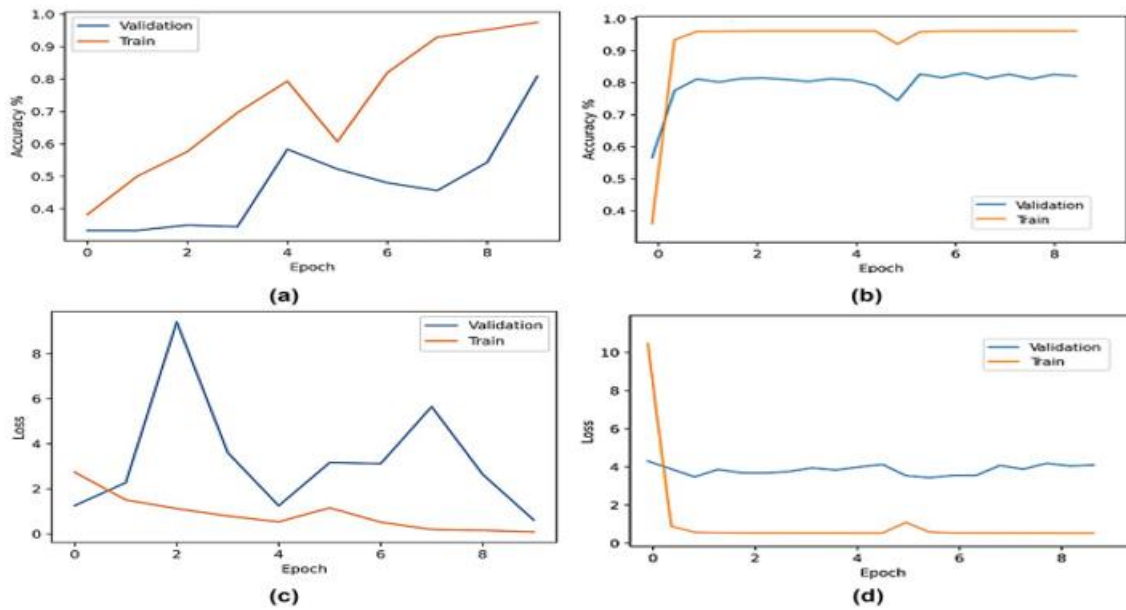 1.0
0.9
0.8
0.7
0.6
0.5
0.4
Accuracy %
Validation
Train
0 2 4 6 8
Epoch
(a)
1.0
0.9
0.8
0.7
0.6
0.5
0.4
Accuracy %
Validation
Train
0 2 4 6 8
Epoch
(b)
8
6
4
2
0
Loss
Validation
Train
0 2 4 6 8
Epoch
(c)
10
8
6
4
2
0
Loss
Validation
Train
0 2 4 6 8
Epoch
(d)